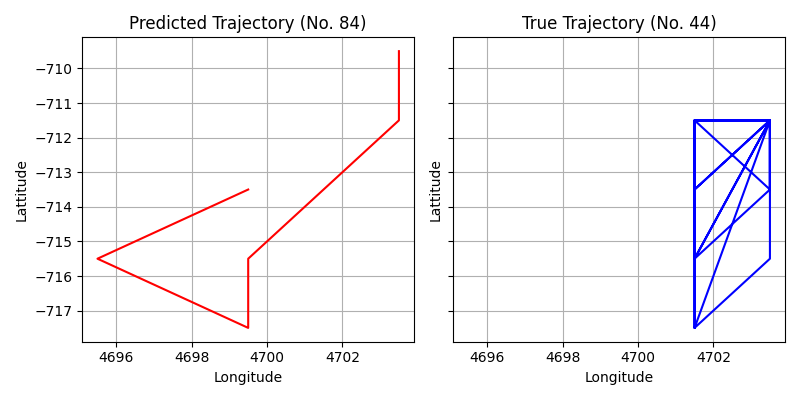 Predicted Trajectory (No. 84)
True Trajectory (No. 44)
−710
−711
−712
−713
−714
−715
−716
−717
Lattitude
Lattitude
4696 4698 4700 4702
4696 4698 4700 4702
Longitude
Longitude